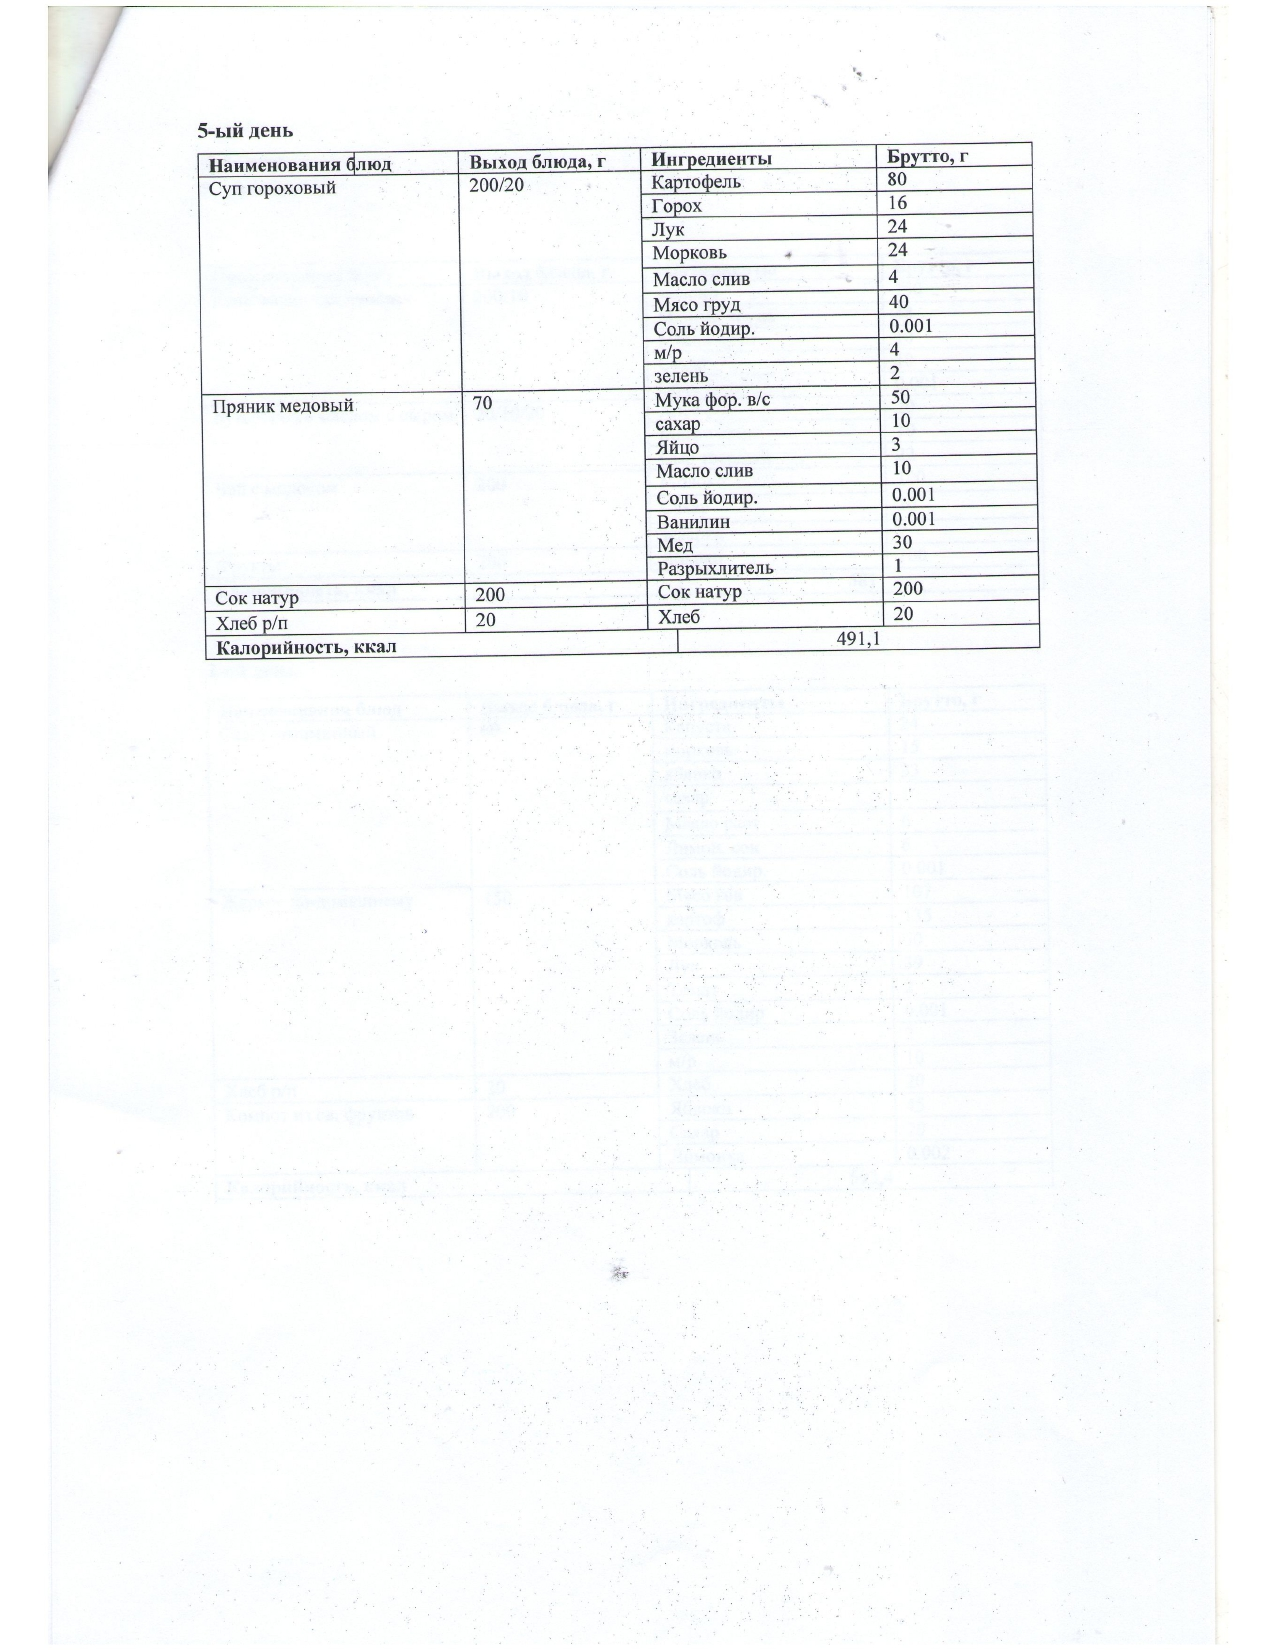 5-ый день
Наименования блюд Выход блюда, г Ингредиенты Брутто, г
Суп гороховый 200/20 Картофель 80
Горох 16
Лук 24
Морковь 24
Масло слив 4
Мясо груд 40
Соль йодир. 0.001
м/р 4
зелень 2
Пряник медовый 70 Мука фор. в/с 50
сахар 10
Яйцо 3
Масло слив 10
Соль йодир. 0.001
Ванилин 0.001
Мед 30
Разрыхлитель 1
Сок натур 200 Сок натур 200
Хлеб р/п 20 Хлеб 20
Калорийность, ккал 491,1